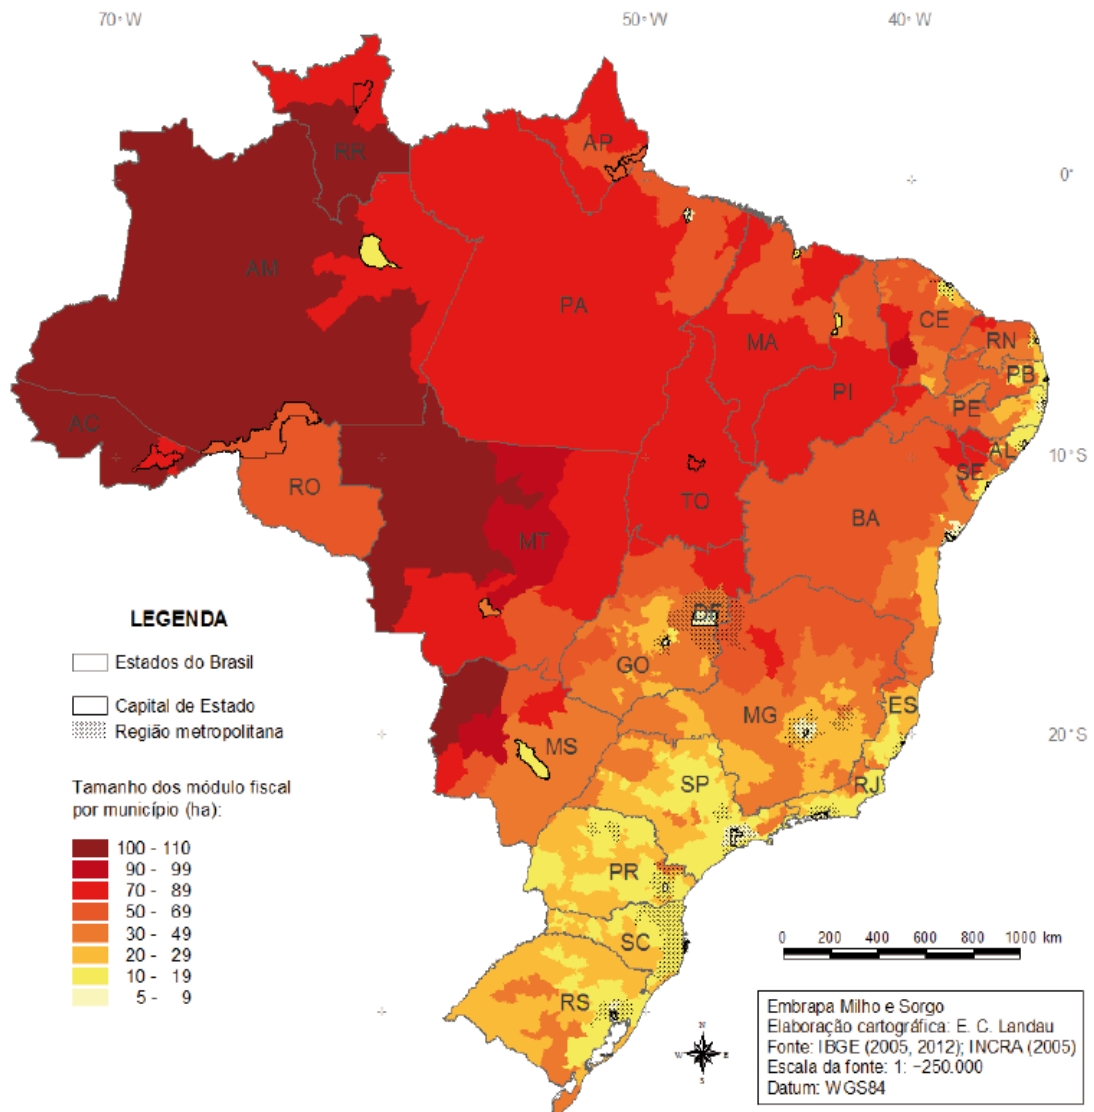 70° W
50° W
40° W
0°
10° S
20° S
RR
AP
AM
PA
MA
CE
RN
PB
PI
PE
AC
AL
SE
RO
TO
BA
MT
DF
GO
MG
ES
MS
SP
RJ
PR
SC
RS
LEGENDA
Estados do Brasil
Capital de Estado
Região metropolitana
Tamanho dos módulo fiscal
por município (ha):
100 - 110
90 - 99
70 - 89
50 - 69
30 - 49
20 - 29
10 - 19
5 - 9
0 200 400 600 800 1000 km
N
W E
S
Embrapa Milho e Sorgo
Elaboração cartográfica: E. C. Landau
Fonte: IBGE (2005, 2012); INCRA (2005)
Escala da fonte: 1: ~250.000
Datum: WGS84